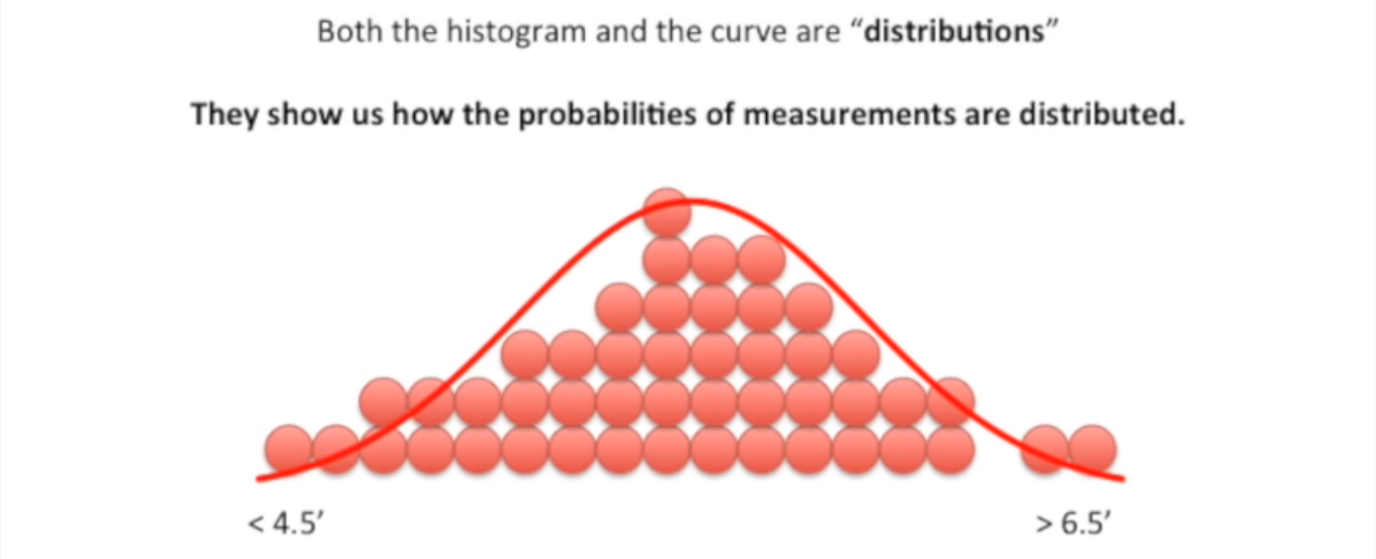 Both the histogram and the curve are “distributions”
They show us how the probabilities of measurements are distributed.
< 4.5′ > 6.5′